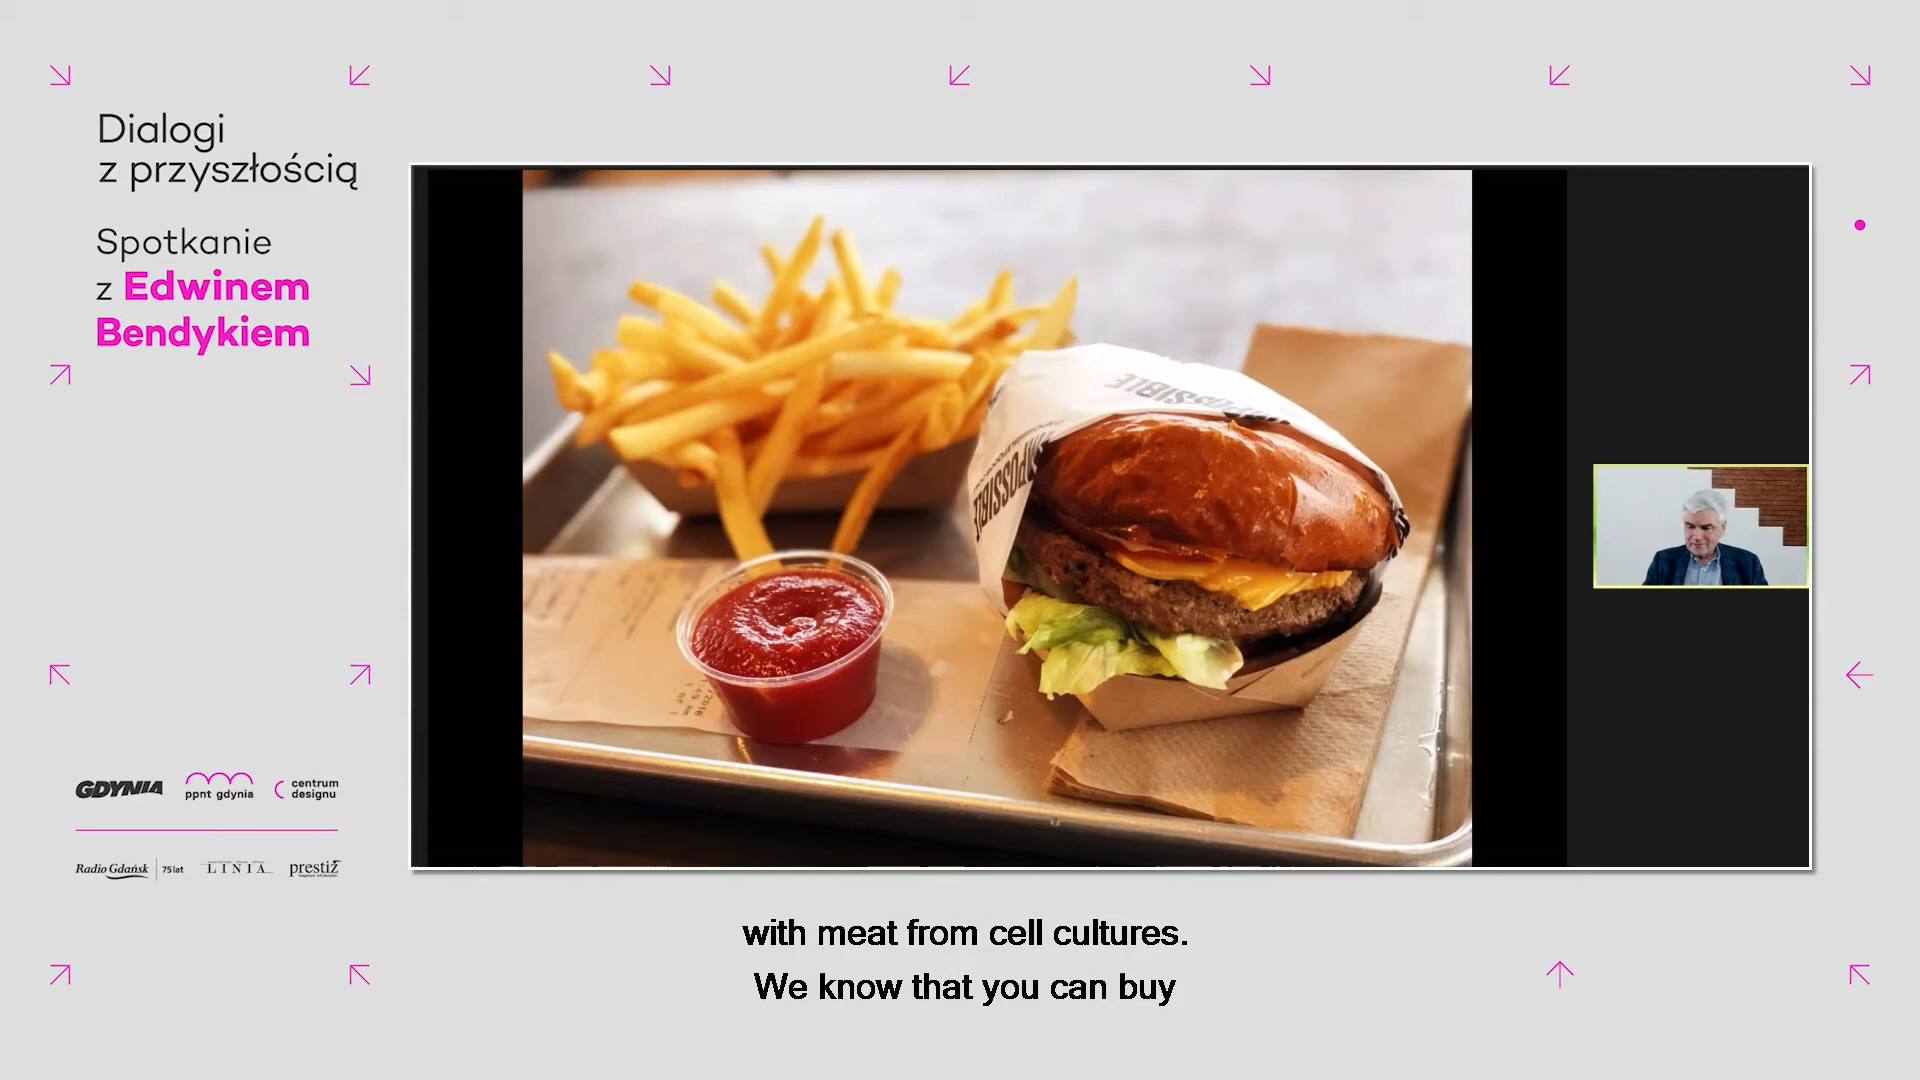 Dialogi
z przyszłością
Spotkanie
z Edwinem
Bendykiem
IMPOSSIBLE
IMPOSSIBLE
GDYNIA
ppnt gdynia
centrum
designu
Radio Gdańsk
75 lat
LINIA
prestiż
with meat from cell cultures.
We know that you can buy